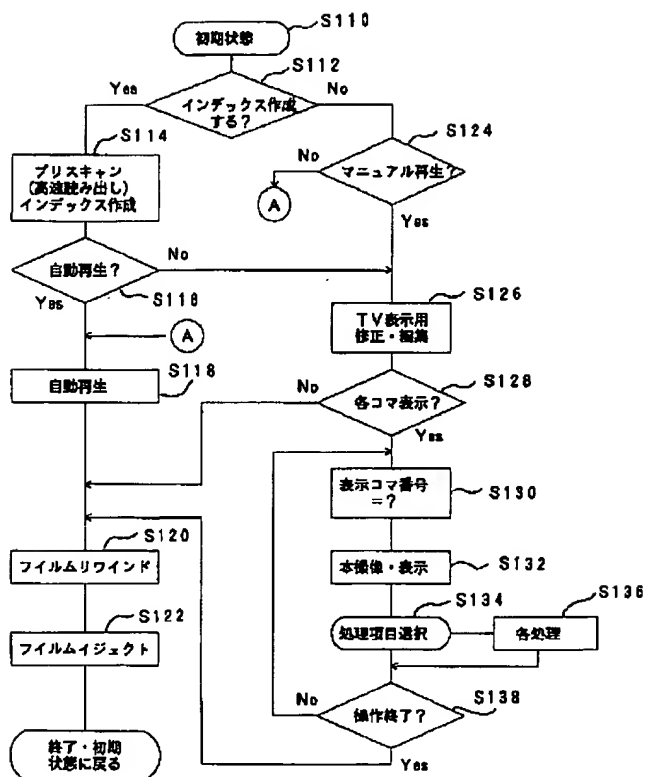 S110
初期状態
S112
Yes
No
インデックス作成
する?
S114
プリスキャン
(高速読み出し)
インデックス作成
S124
No
マニュアル再生?
A
Yes
自動再生?
No
Yes
S116
S126
TV表示用
修正・編集
A
S118
自動再生
S128
No
各コマ表示?
Yes
表示コマ番号
=?
S130
S120
フイルムリワインド
本撮像・表示
S132
S134
S136
処理項目選択
各処理
S122
フイルムイジェクト
No
S138
操作終了?
Yes
終了・初期
状態に戻る